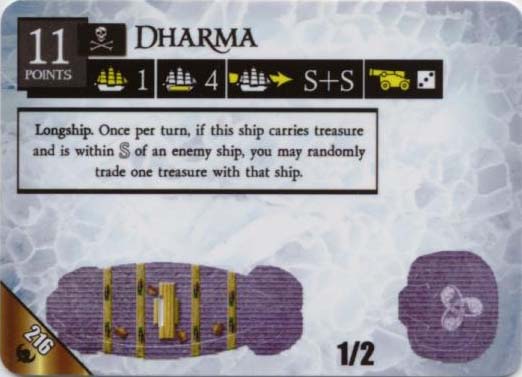 11 DHARMA
POINTS
1 4 S+S
Longship. Once per turn, if this ship carries treasure
and is within S of an enemy ship, you may randomly
trade one treasure with that ship.
216
1/2